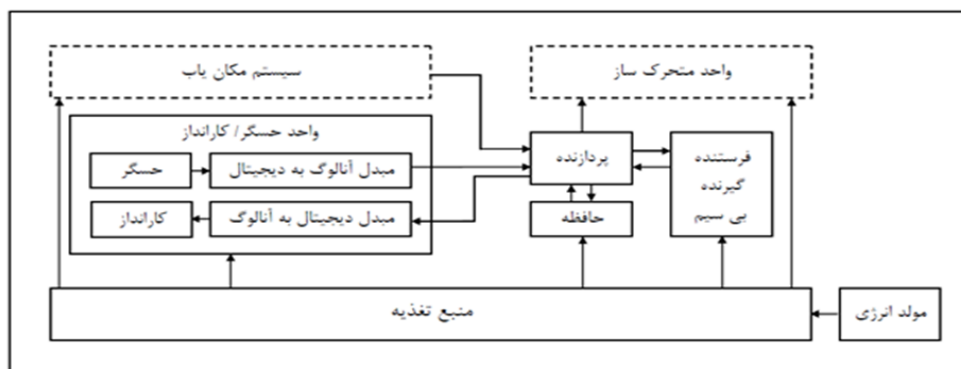 سیستم مکان یاب
واحد متحرک ساز
واحد حسگر/ کارانداز
حسگر
مبدل آنالوگ به دیجیتال
کارانداز
مبدل دیجیتال به آنالوگ
پردازنده
حافظه
فرستنده
گیرنده
بی سیم
منبع تغذیه
مولد انرژی